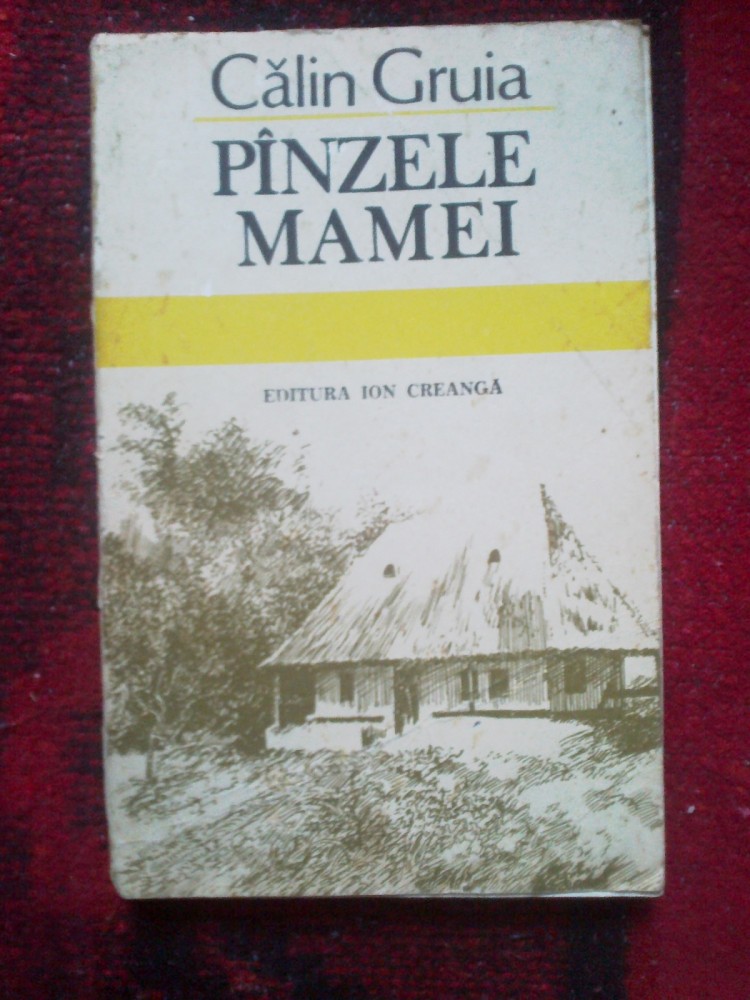 Călin Gruia
PÎNZELE
MAMEI
EDITURA ION CREANGĂ